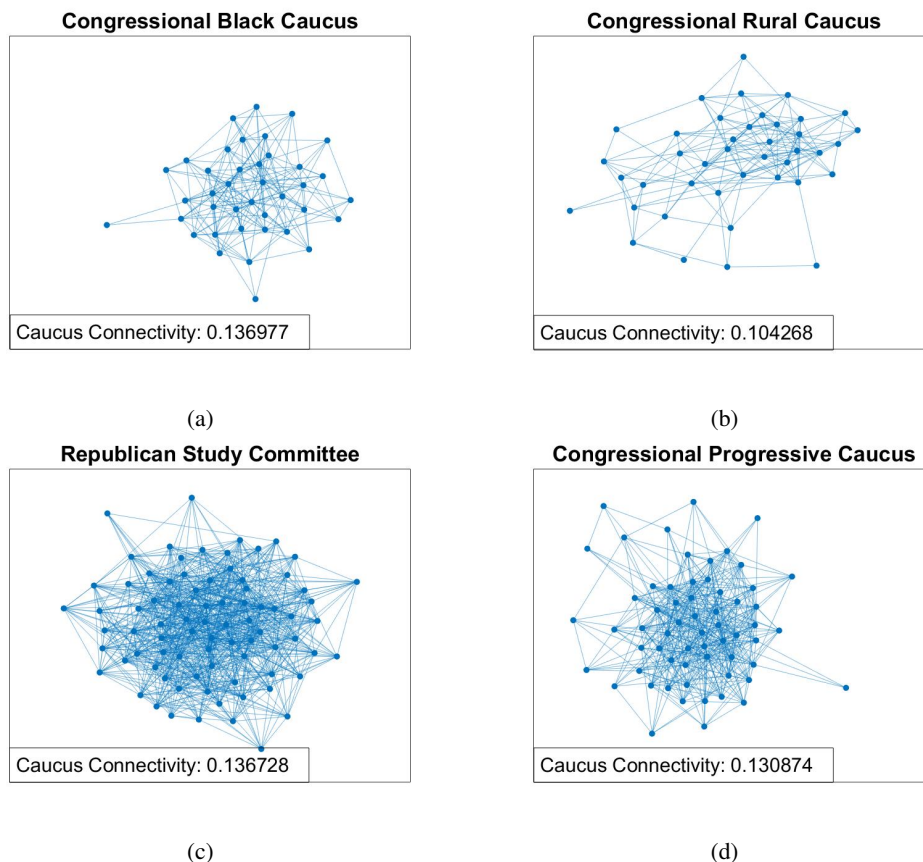 Congressional Black Caucus
Caucus Connectivity: 0.136977
(a)
Congressional Rural Caucus
Caucus Connectivity: 0.104268
(b)
Republican Study Committee
Caucus Connectivity: 0.136728
(c)
Congressional Progressive Caucus
Caucus Connectivity: 0.130874
(d)